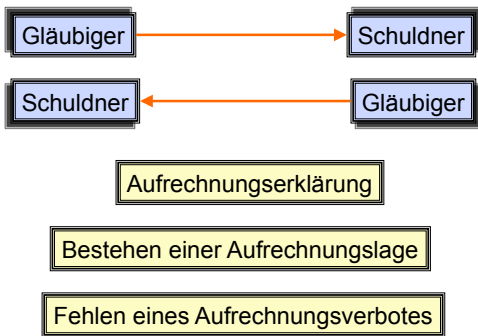 Gläubiger Schuldner
Schuldner Gläubiger
Aufrechnungserklärung
Bestehen einer Aufrechnungslage
Fehlen eines Aufrechnungsverbotes